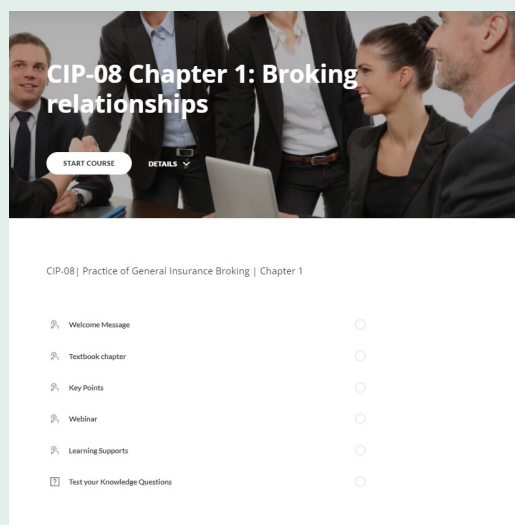 CIP-08 Chapter 1: Broking
relationships
START COURSE
DETAILS
CIP-08| Practice of General Insurance Broking | Chapter 1
Welcome Message
Textbook chapter
Key Points
Webinar
Learning Supports
Test your Knowledge Questions